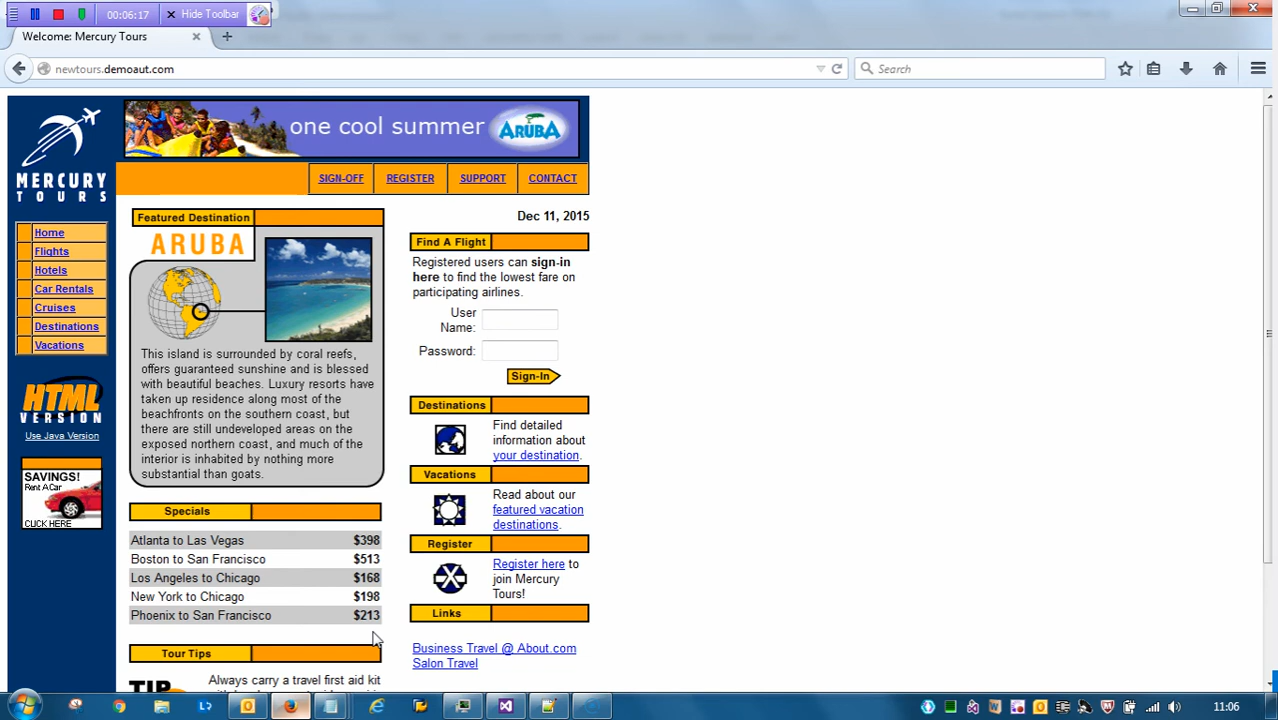 00:06:17
Hide Toolbar
Welcome: Mercury Tours
newtours.demoaut.com
Search
one cool summer
ARUBA
MERCURY
TOURS
SIGN-OFF
REGISTER
SUPPORT
CONTACT
Home
Flights
Hotels
Car Rentals
Cruises
Destinations
Vacations
HTML
VERSION
Use Java Version
SAVINGS!
Rent A Car
CLICK HERE
Featured Destination
ARUBA
This island is surrounded by coral reefs,
offers guaranteed sunshine and is blessed
with beautiful beaches. Luxury resorts have
taken up residence along most of the
beachfronts on the southern coast, but
there are still undeveloped areas on the
exposed northern coast, and much of the
interior is inhabited by nothing more
substantial than goats.
Specials
Atlanta to Las Vegas $398
Boston to San Francisco $513
Los Angeles to Chicago $168
New York to Chicago $198
Phoenix to San Francisco $213
Tour Tips
TIP
Always carry a travel first aid kit
Dec 11, 2015
Find A Flight
Registered users can sign-in
here to find the lowest fare on
participating airlines.
User
Name:
Password:
Sign-In
Destinations
Find detailed
information about
your destination.
Vacations
Read about our
featured vacation
destinations.
Register
Register here to
join Mercury
Tours!
Links
Business Travel @ About.com
Salon Travel
11:06